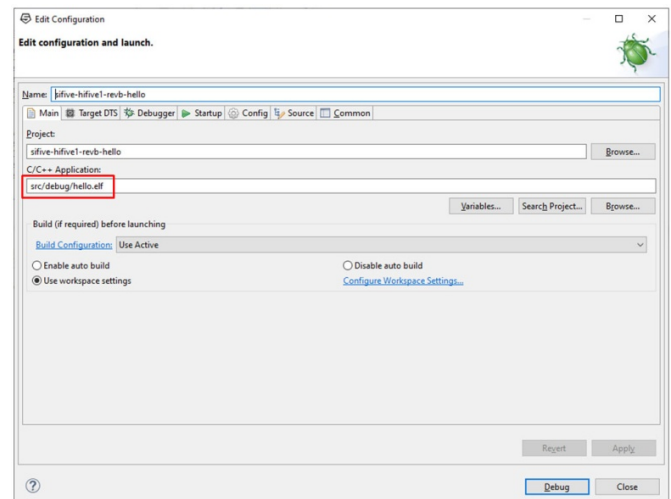 Edit Configuration
Edit configuration and launch.
Name: sifive-hifive1-revb-hello
Main Target DTS Debugger Startup Config Source Common
Project:
sifive-hifive1-revb-hello Browse...
C/C++ Application:
src/debug/hello.elf
Variables... Search Project... Browse...
Build (if required) before launching
Build Configuration: Use Active
Enable auto build Disable auto build
Use workspace settings Configure Workspace Settings...
Revert Apply
? Debug Close